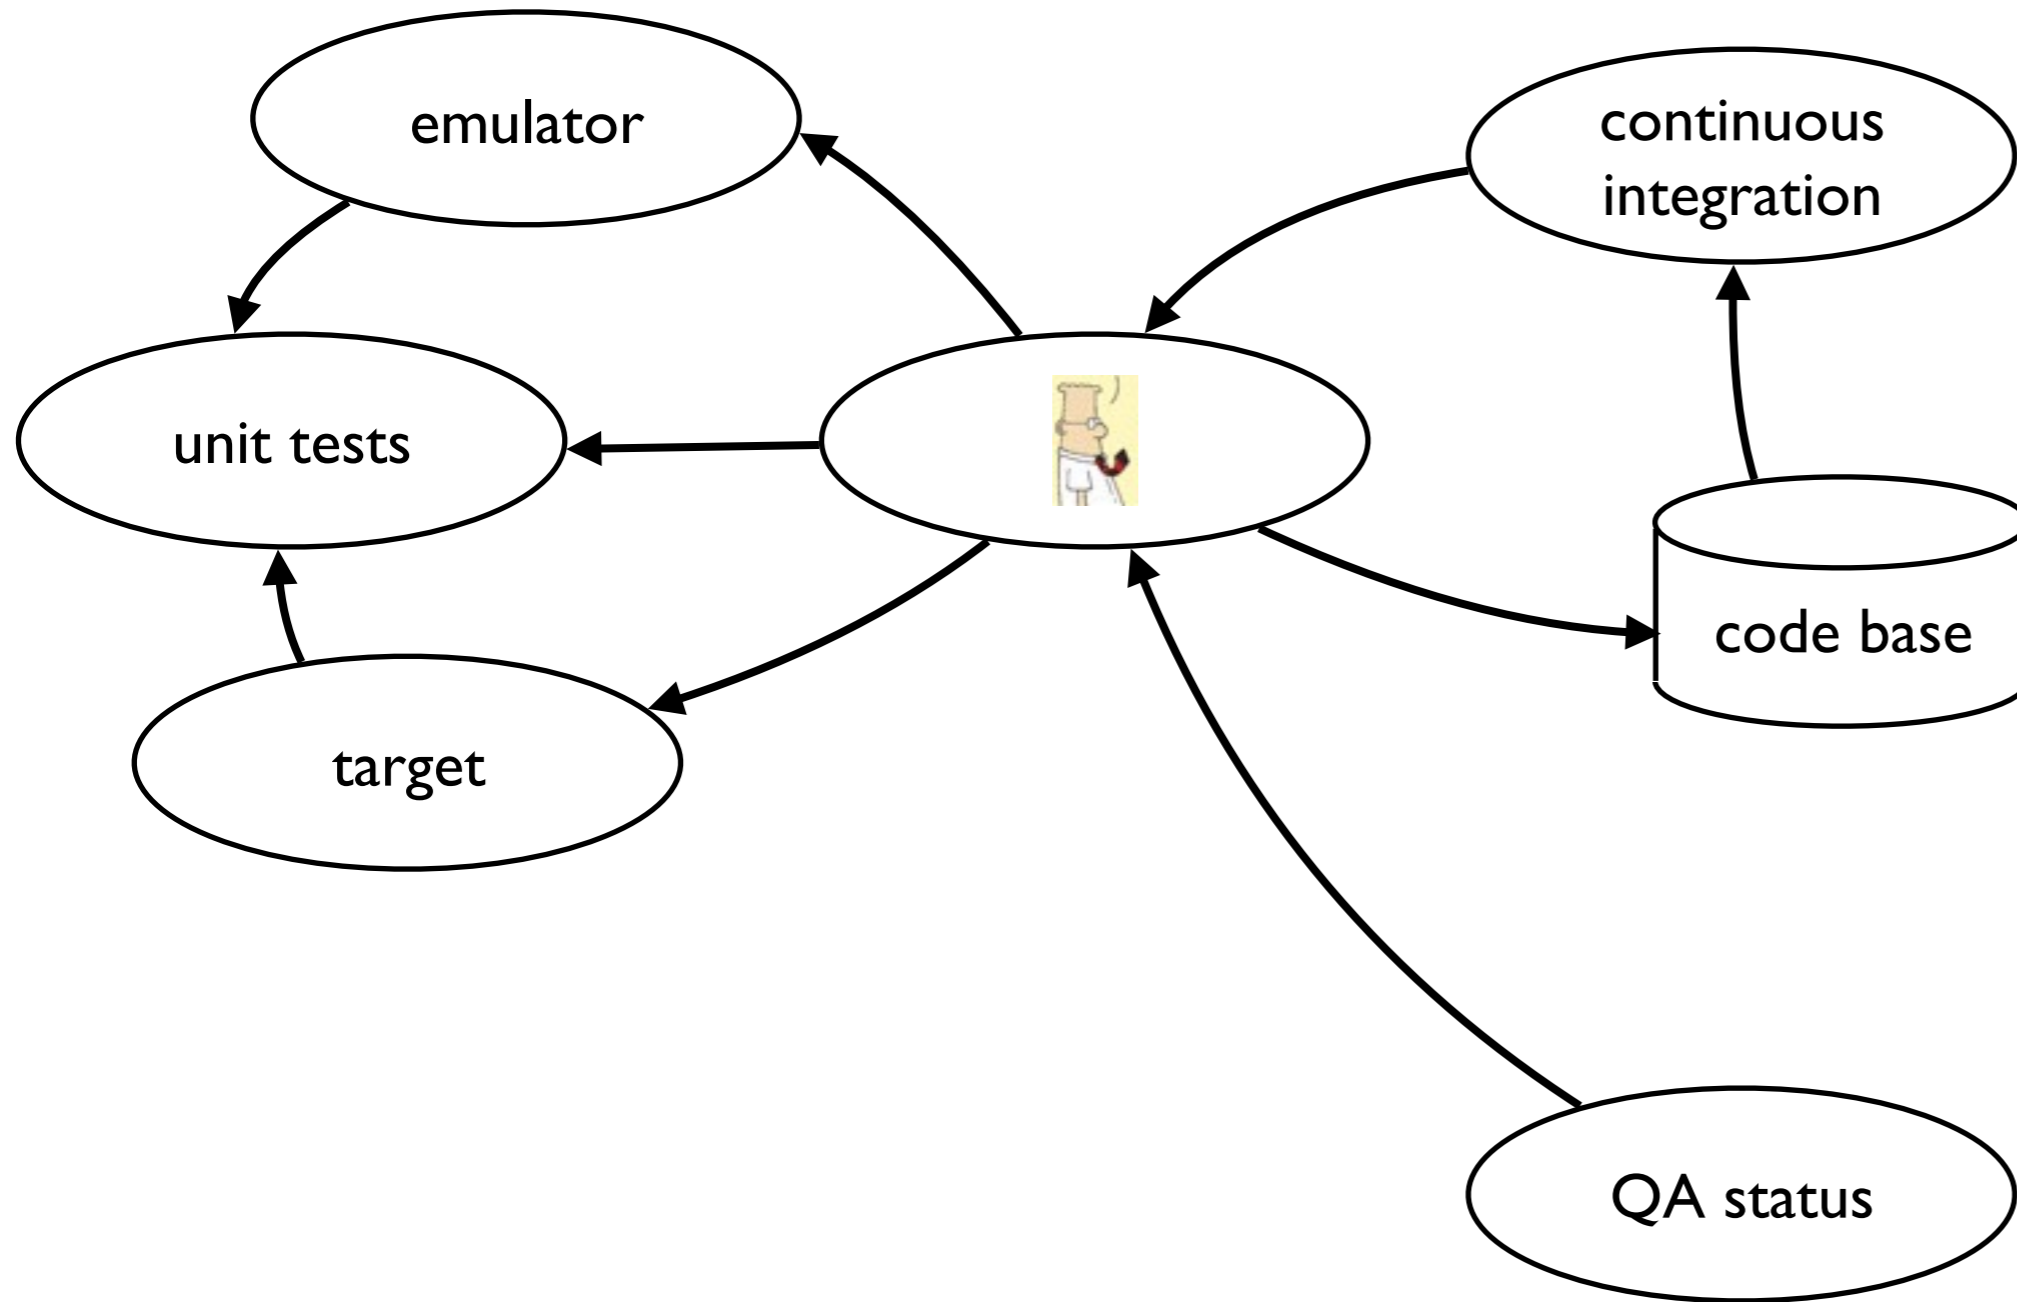 emulator
continuous
integration
unit tests
code base
target
QA status